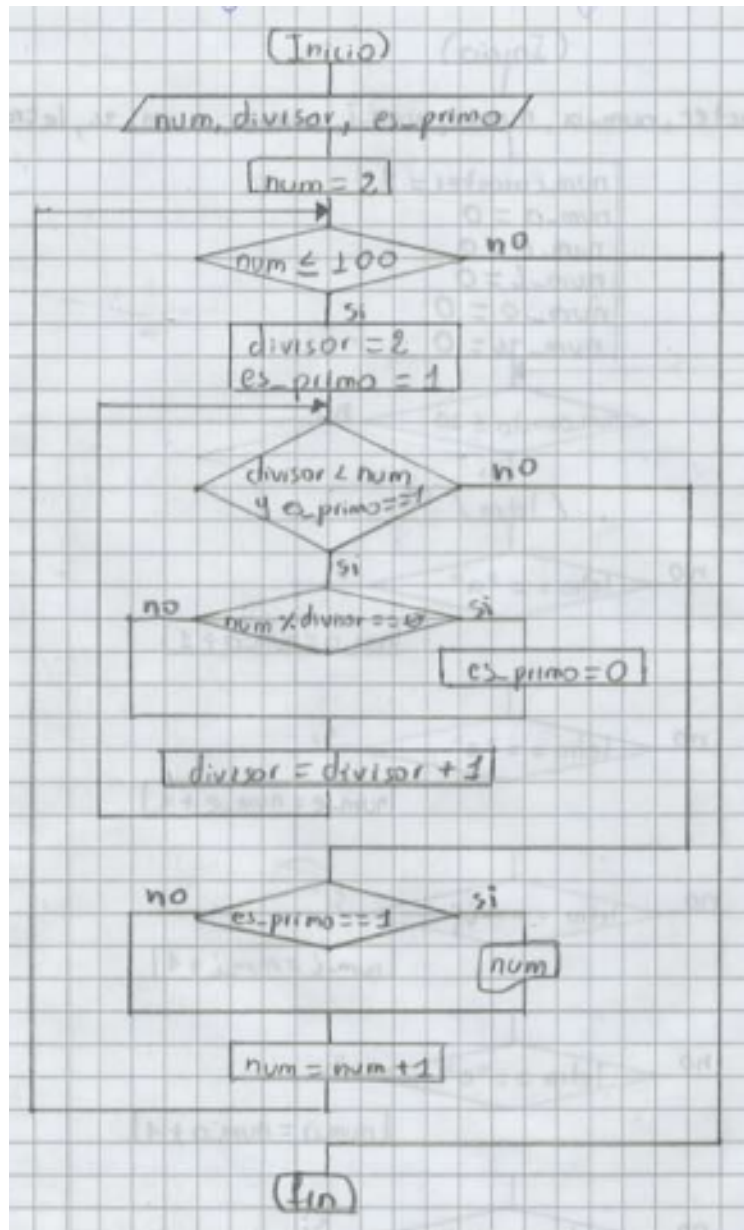 (Inicio)
/num, divisor, es_primo/
num = 2
num ≤ 100
no
si
divisor = 2
es_primo = 1
divisor < num
y es_primo==1
no
si
no
num % divisor == 0
si
es_primo = 0
divisor = divisor + 1
no
es_primo == 1
si
num
num = num + 1
(fin)